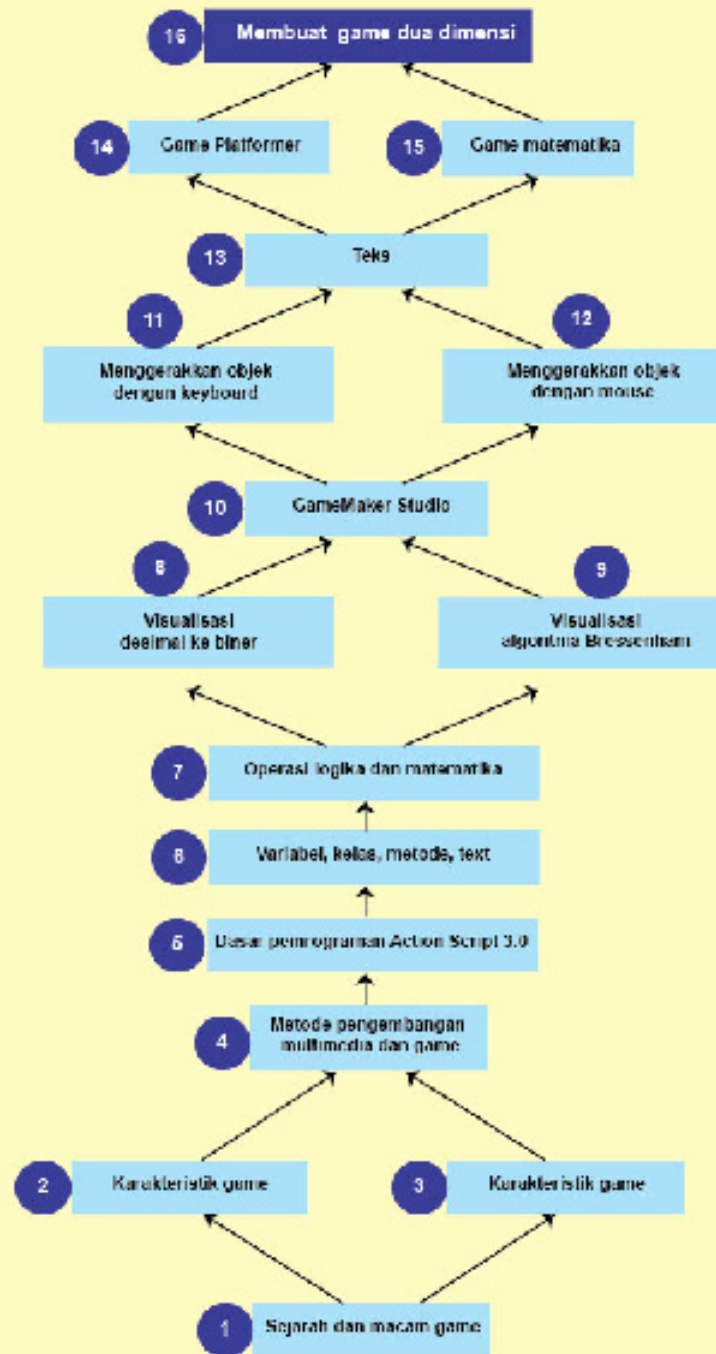 16
Membuat game dua dimensi
14
Game Platformer
15
Game matematika
13
Teks
11
12
Menggerakkan objek
dengan keyboard
Menggerakkan objek
dengan mouse
10
GameMaker Studio
8
9
Visualisasi
desimal ke biner
Visualisasi
algoritma Bressenham
7
Operasi logika dan matematika
6
Variabel, kelas, metode, text
5
Dasar pemrograman Action Script 3.0
4
Metode pengembangan
multimedia dan game
2
Karakteristik game
3
Karakteristik game
1
Sejarah dan macam game